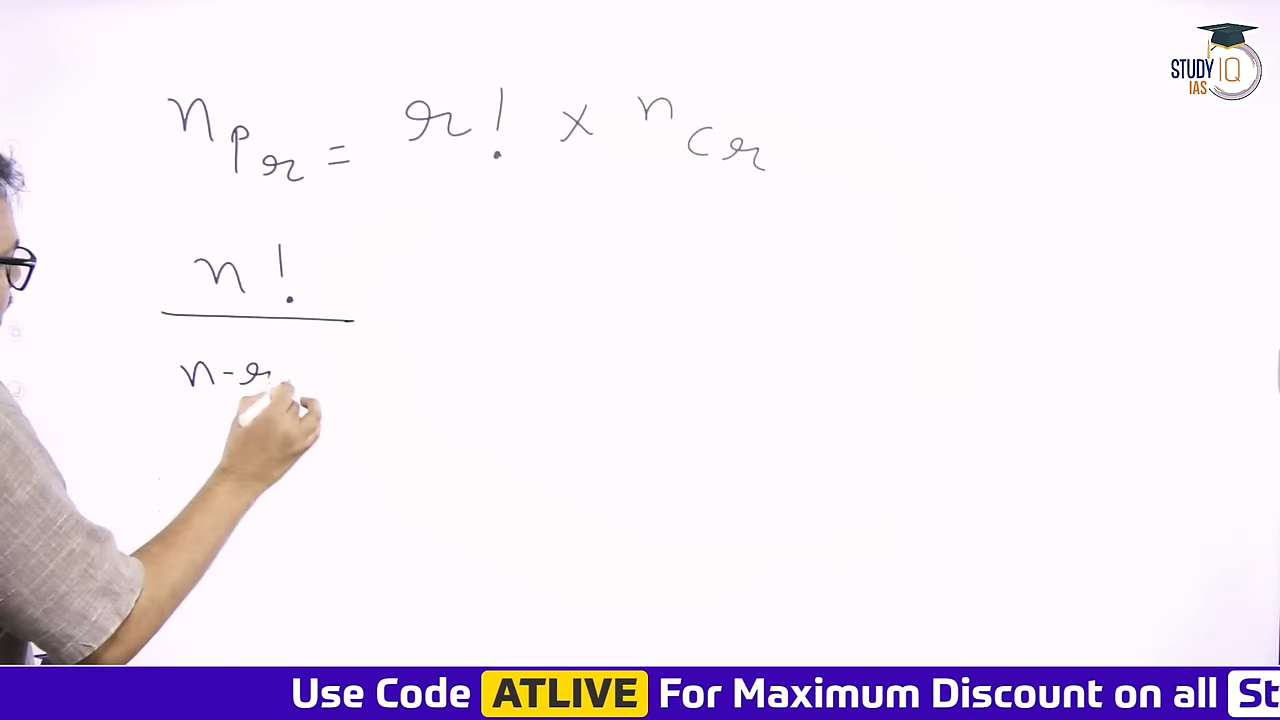 nPr = r! × nCr
n!
n-r
STUDY IQ
IAS
Use Code ATLIVE For Maximum Discount on all St